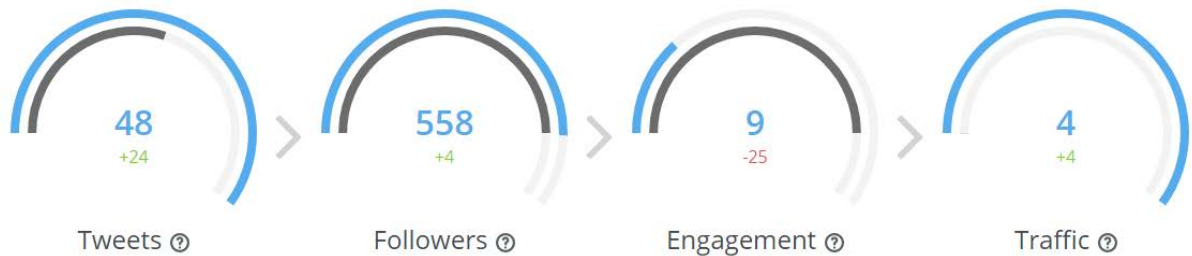 48
+24
Tweets ?
558
+4
Followers ?
9
-25
Engagement ?
4
+4
Traffic ?